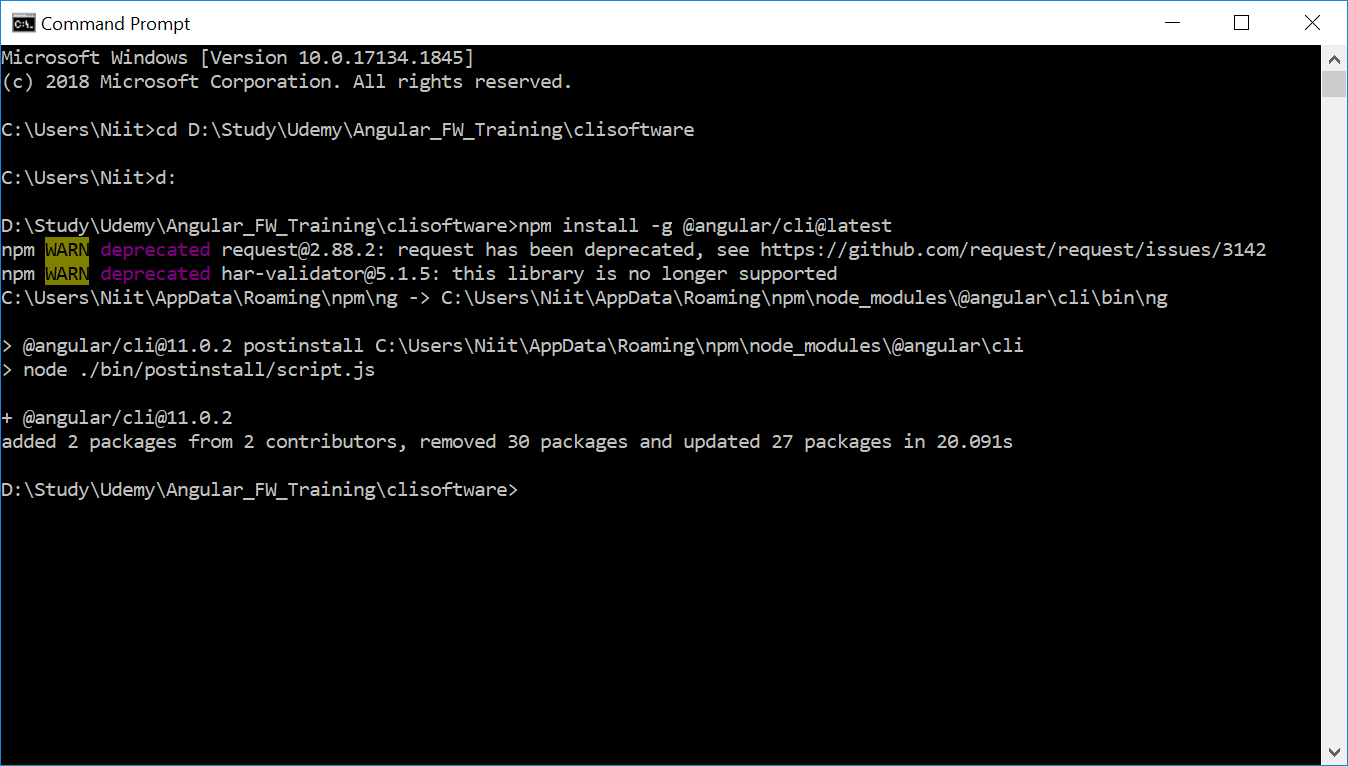 Command Prompt
Microsoft Windows [Version 10.0.17134.1845]
(c) 2018 Microsoft Corporation. All rights reserved.
C:\Users\Niit>cd D:\Study\Udemy\Angular_FW_Training\clisoftware
C:\Users\Niit>d:
D:\Study\Udemy\Angular_FW_Training\clisoftware>npm install -g @angular/cli@latest
npm WARN deprecated request@2.88.2: request has been deprecated, see https://github.com/request/request/issues/3142
npm WARN deprecated har-validator@5.1.5: this library is no longer supported
C:\Users\Niit\AppData\Roaming\npm\ng -> C:\Users\Niit\AppData\Roaming\npm\node_modules\@angular\cli\bin\ng
> @angular/cli@11.0.2 postinstall C:\Users\Niit\AppData\Roaming\npm\node_modules\@angular\cli
> node ./bin/postinstall/script.js
+ @angular/cli@11.0.2
added 2 packages from 2 contributors, removed 30 packages and updated 27 packages in 20.091s
D:\Study\Udemy\Angular_FW_Training\clisoftware>